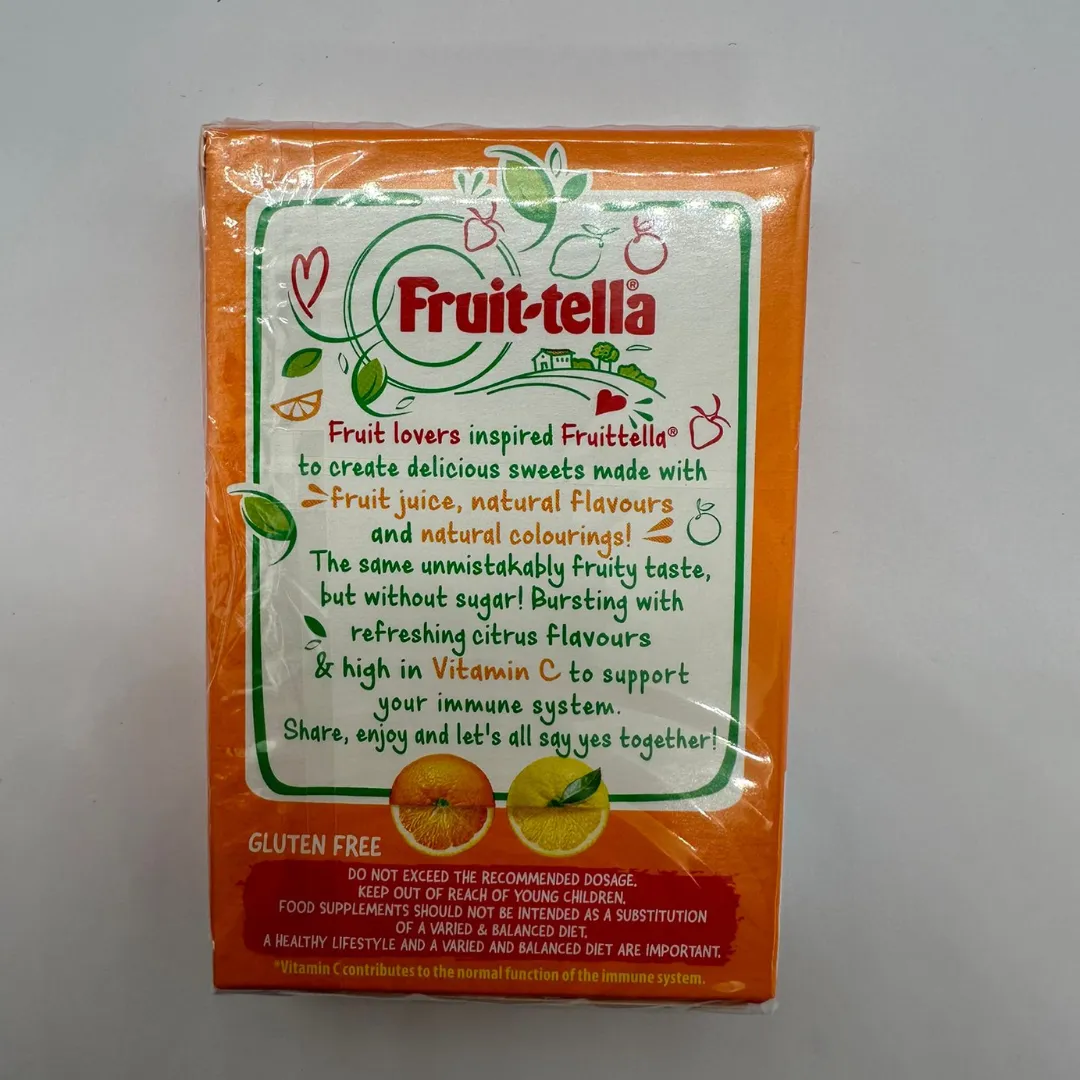 Fruit-tella®
Fruit lovers inspired Fruittella®
to create delicious sweets made with
fruit juice, natural flavours
and natural colourings!
The same unmistakably fruity taste,
but without sugar! Bursting with
refreshing citrus flavours
& high in Vitamin C to support
your immune system.
Share, enjoy and let's all say yes together!
GLUTEN FREE
DO NOT EXCEED THE RECOMMENDED DOSAGE.
KEEP OUT OF REACH OF YOUNG CHILDREN.
FOOD SUPPLEMENTS SHOULD NOT BE INTENDED AS A SUBSTITUTION
OF A VARIED & BALANCED DIET.
A HEALTHY LIFESTYLE AND A VARIED AND BALANCED DIET ARE IMPORTANT.
*Vitamin C contributes to the normal function of the immune system.